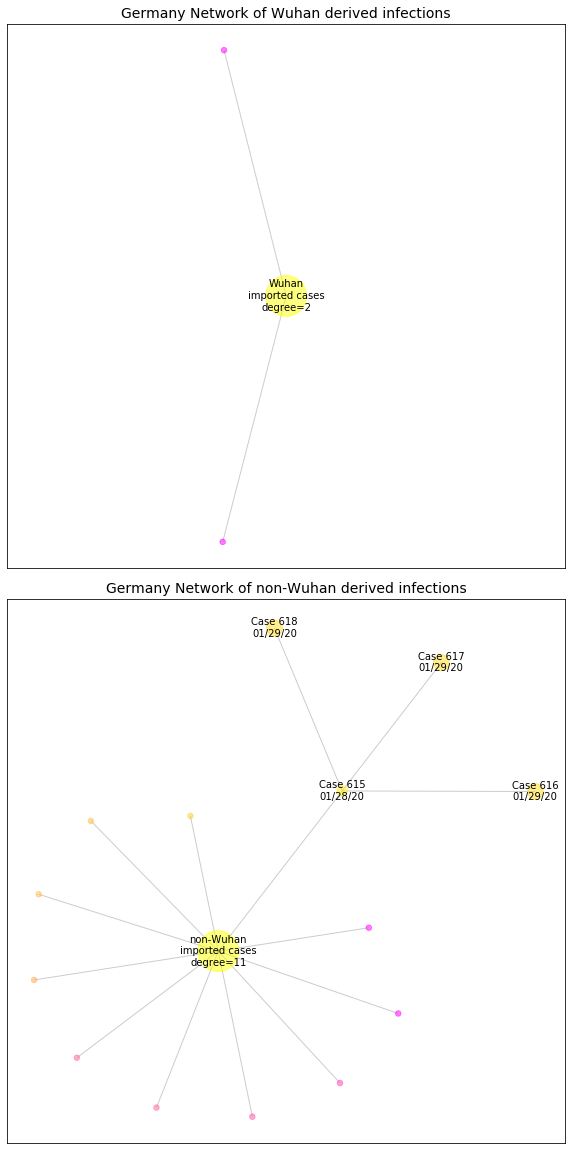 Germany Network of Wuhan derived infections
Wuhan
imported cases
degree=2
Germany Network of non-Wuhan derived infections
Case 618
01/29/20
Case 617
01/29/20
Case 615
01/28/20
Case 616
01/29/20
non-Wuhan
imported cases
degree=11